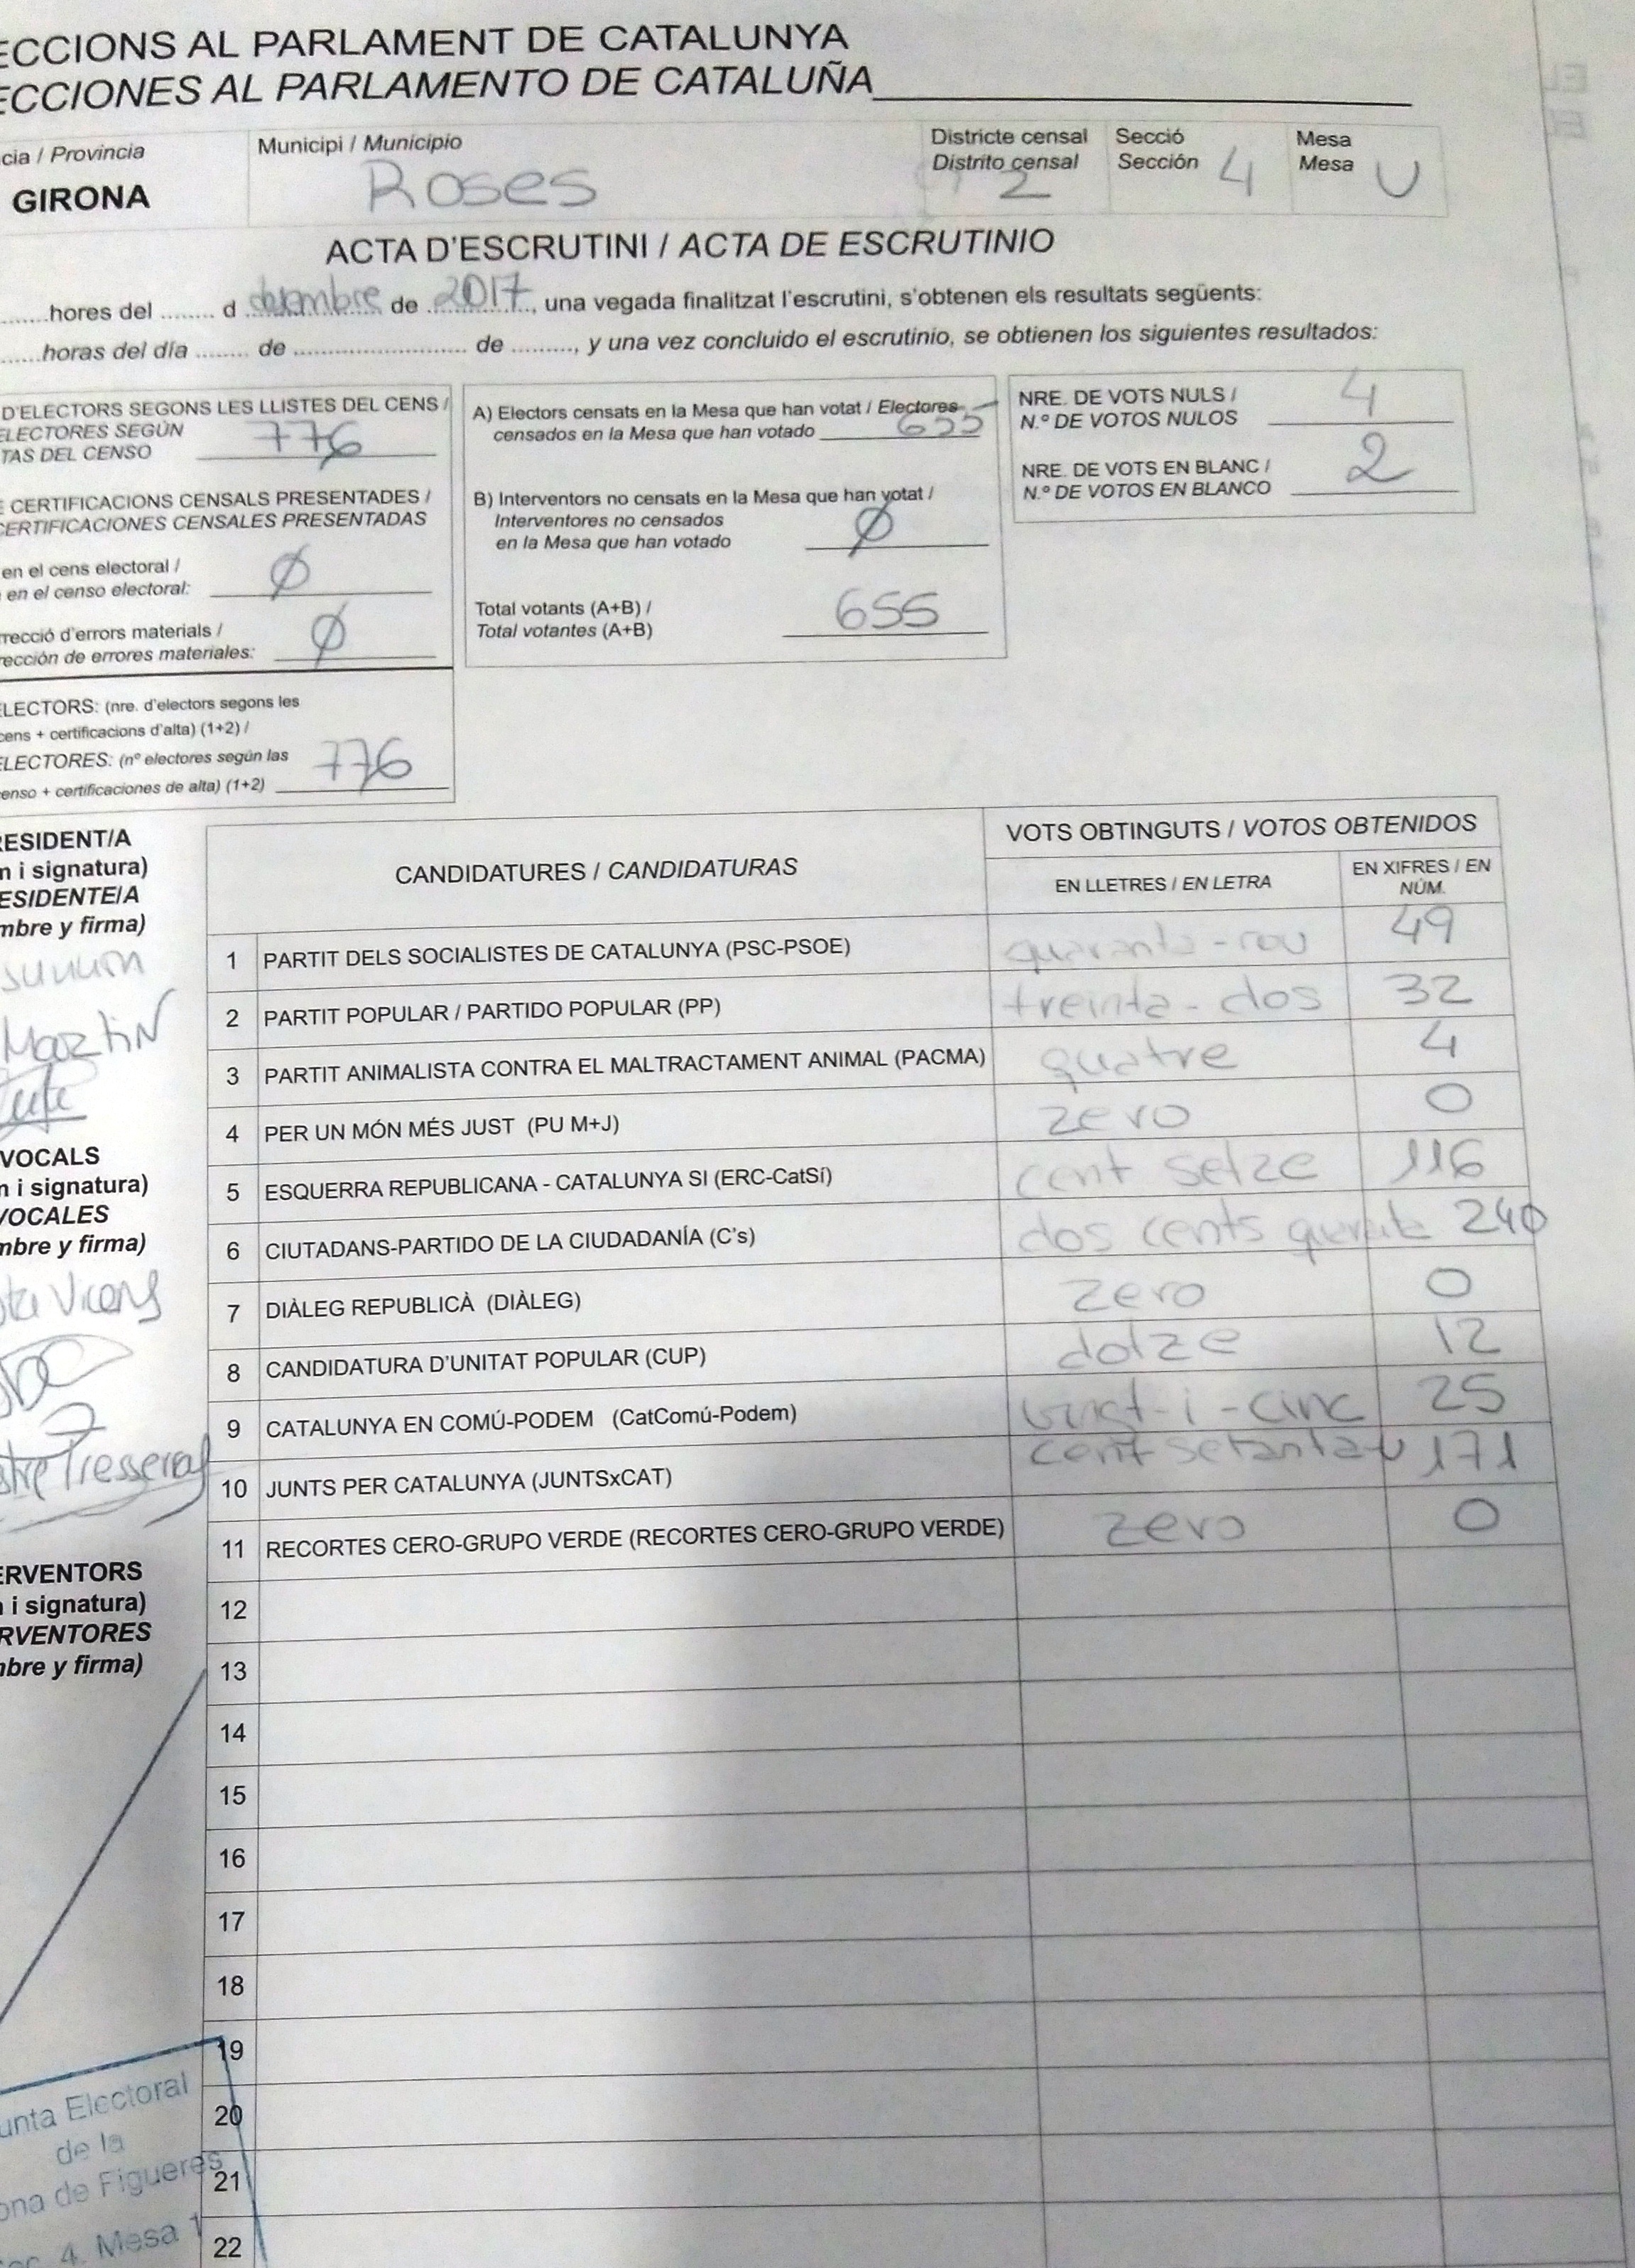 ECCIONS AL PARLAMENT DE CATALUNYA
ECCIONES AL PARLAMENTO DE CATALUÑA
cia / Provincia
GIRONA
Municipi / Municipio
Roses
Districte censal
Distrito censal
2
Secció
Sección 4
Mesa
Mesa U
ACTA D'ESCRUTINI / ACTA DE ESCRUTINIO
hores del ........ d desembre de 2017, una vegada finalitzat l'escrutini, s'obtenen els resultats següents:
horas del día ........ de ........................ de ........., y una vez concluido el escrutinio, se obtienen los siguientes resultados:
D'ELECTORS SEGONS LES LLISTES DEL CENS /
ELECTORES SEGÚN
TAS DEL CENSO 776
E CERTIFICACIONS CENSALS PRESENTADES /
CERTIFICACIONES CENSALES PRESENTADAS
en el cens electoral /
en el censo electoral: Ø
rrecció d'errors materials /
rección de errores materiales: Ø
ELECTORS: (nre. d'electors segons les
cens + certificacions d'alta) (1+2) /
ELECTORES: (nº electores según las
censo + certificaciones de alta) (1+2) 776
A) Electors censats en la Mesa que han votat / Electores
censados en la Mesa que han votado 655
B) Interventors no censats en la Mesa que han votat /
Interventores no censados
en la Mesa que han votado Ø
Total votants (A+B) /
Total votantes (A+B) 655
NRE. DE VOTS NULS /
N.º DE VOTOS NULOS 4
NRE. DE VOTS EN BLANC /
N.º DE VOTOS EN BLANCO 2
RESIDENT/A
m i signatura)
ESIDENTE/A
mbre y firma)
Martin
VOCALS
m i signatura)
VOCALES
mbre y firma)
Vicens
Tresserras
ERVENTORS
m i signatura)
RVENTORES
mbre y firma)
CANDIDATURES / CANDIDATURAS
VOTS OBTINGUTS / VOTOS OBTENIDOS
EN LLETRES / EN LETRA
EN XIFRES / EN
NÚM.
1 PARTIT DELS SOCIALISTES DE CATALUNYA (PSC-PSOE) quaranta-nou 49
2 PARTIT POPULAR / PARTIDO POPULAR (PP) treinta-dos 32
3 PARTIT ANIMALISTA CONTRA EL MALTRACTAMENT ANIMAL (PACMA) quatre 4
4 PER UN MÓN MÉS JUST (PU M+J) zero 0
5 ESQUERRA REPUBLICANA - CATALUNYA SI (ERC-CatSí) cent setze 116
6 CIUTADANS-PARTIDO DE LA CIUDADANÍA (C's) dos cents 240
7 DIÀLEG REPUBLICÀ (DIÀLEG) zero 0
8 CANDIDATURA D'UNITAT POPULAR (CUP) dotze 12
9 CATALUNYA EN COMÚ-PODEM (CatComú-Podem) vint-i-cinc 25
10 JUNTS PER CATALUNYA (JUNTSxCAT) cent setanta-u 171
11 RECORTES CERO-GRUPO VERDE (RECORTES CERO-GRUPO VERDE) zero 0
12
13
14
15
16
17
18
19
20
21
22
unta Electoral
de la
ona de Figueres
Sec. 4. Mesa 1